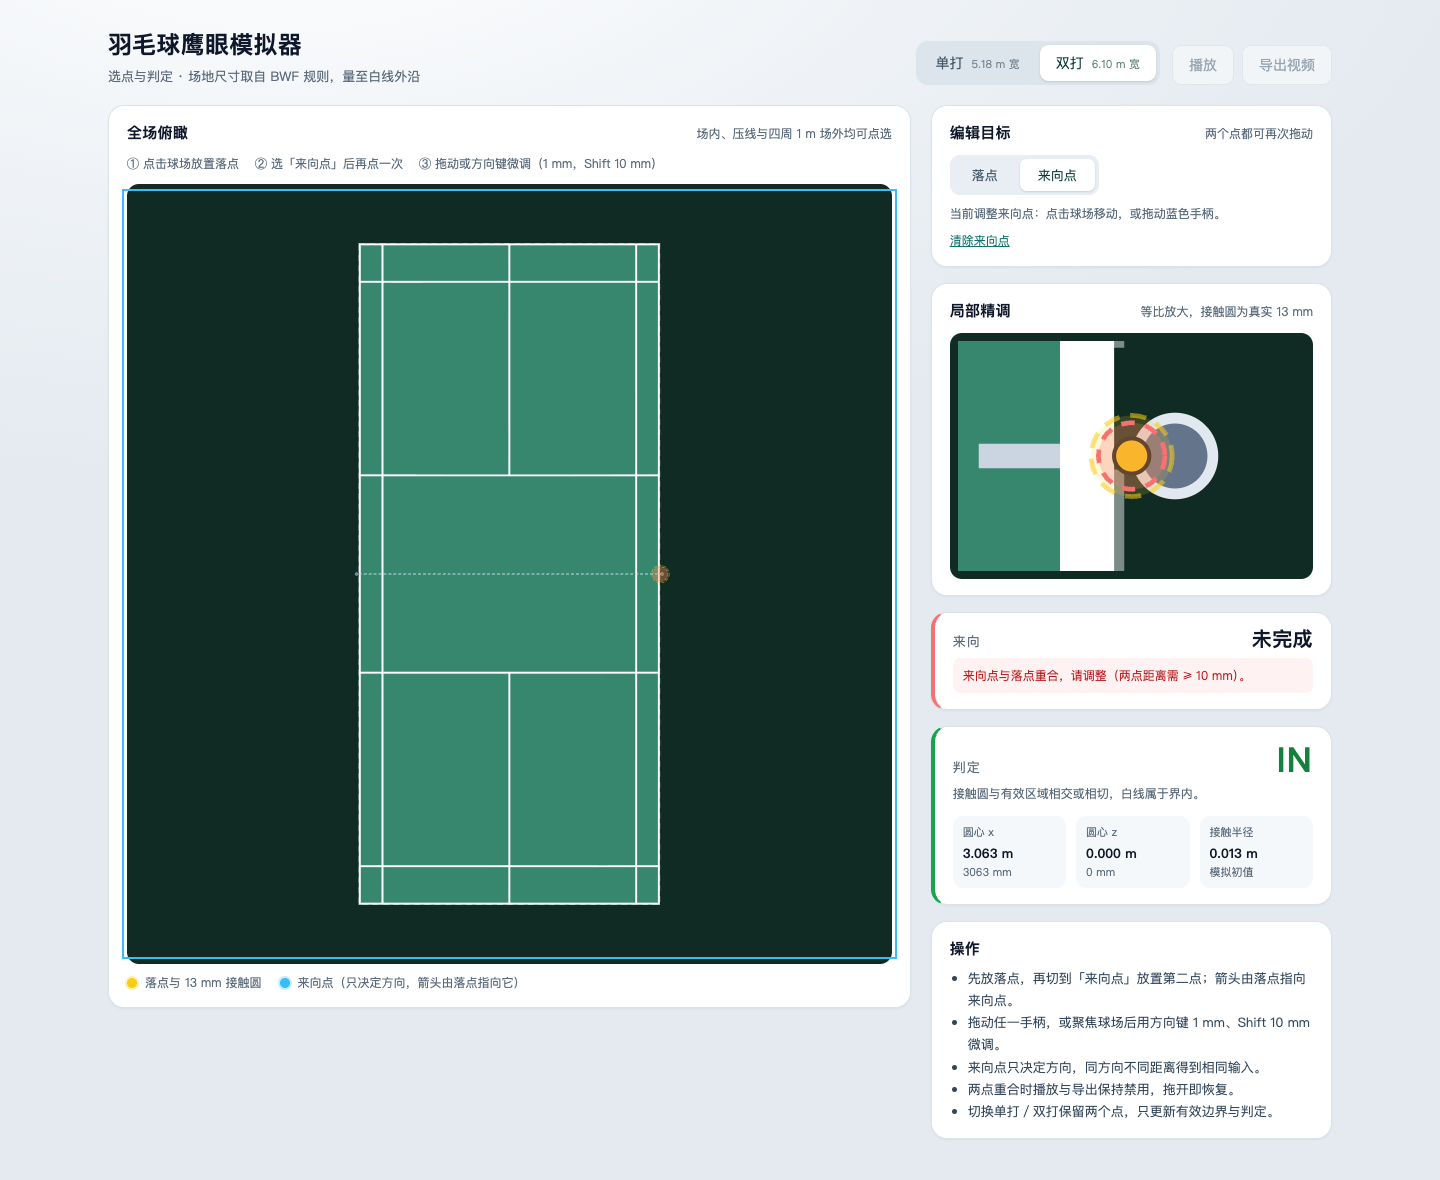 羽毛球鹰眼模拟器
选点与判定 · 场地尺寸取自 BWF 规则，量至白线外沿
单打 5.18 m 宽
双打 6.10 m 宽
播放
导出视频
全场俯瞰
场内、压线与四周 1 m 场外均可点选
① 点击球场放置落点 ② 选「来向点」后再点一次 ③ 拖动或方向键微调（1 mm，Shift 10 mm）
落点与 13 mm 接触圆
来向点（只决定方向，箭头由落点指向它）
编辑目标
两个点都可再次拖动
落点
来向点
当前调整来向点：点击球场移动，或拖动蓝色手柄。
清除来向点
局部精调
等比放大，接触圆为真实 13 mm
来向
未完成
来向点与落点重合，请调整（两点距离需 ≥ 10 mm）。
判定
IN
接触圆与有效区域相交或相切，白线属于界内。
圆心 x
3.063 m
3063 mm
圆心 z
0.000 m
0 mm
接触半径
0.013 m
模拟初值
操作
• 先放落点，再切到「来向点」放置第二点；箭头由落点指向
来向点。
• 拖动任一手柄，或聚焦球场后用方向键 1 mm、Shift 10 mm
微调。
• 来向点只决定方向，同方向不同距离得到相同输入。
• 两点重合时播放与导出保持禁用，拖开即恢复。
• 切换单打 / 双打保留两个点，只更新有效边界与判定。